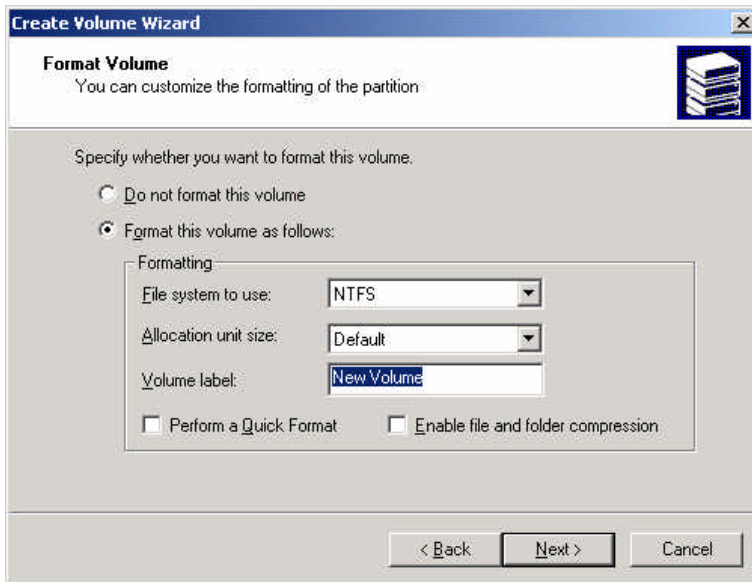 Create Volume Wizard
Format Volume
You can customize the formatting of the partition
Specify whether you want to format this volume.
Do not format this volume
Format this volume as follows:
Formatting
File system to use: NTFS
Allocation unit size: Default
Volume label: New Volume
Perform a Quick Format Enable file and folder compression
< Back Next > Cancel